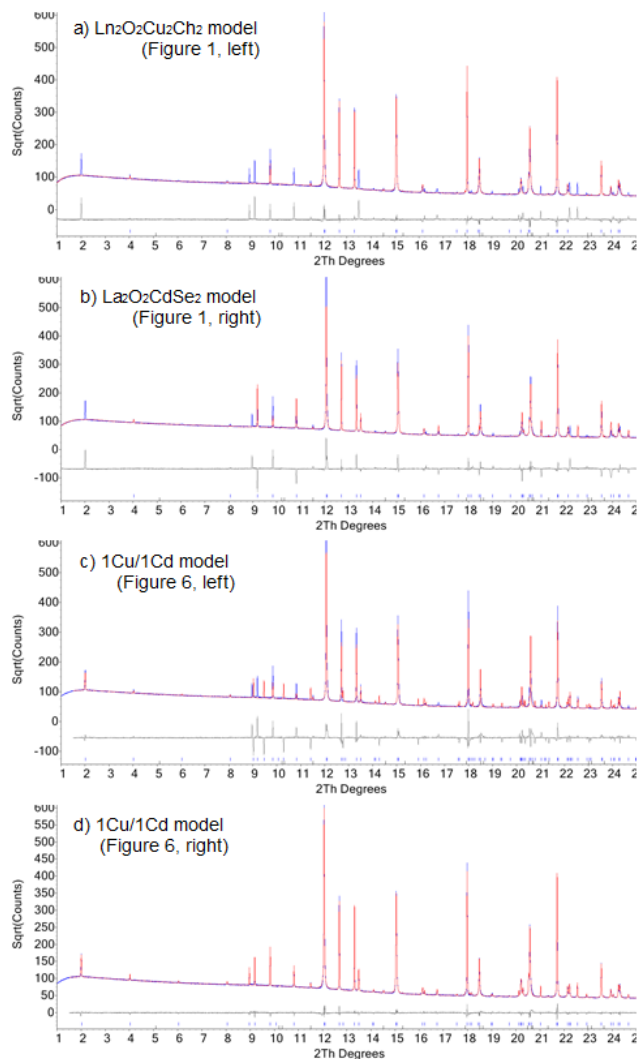 600
a) Ln2O2Cu2Ch2 model
(Figure 1, left)
500
400
300
200
100
0
Sqrt(Counts)
1 2 3 4 5 6 7 8 9 10 11 12 13 14 15 16 17 18 19 20 21 22 23 24 2
2Th Degrees
600
b) La2O2CdSe2 model
(Figure 1, right)
500
400
300
200
100
0
-100
Sqrt(Counts)
1 2 3 4 5 6 7 8 9 10 11 12 13 14 15 16 17 18 19 20 21 22 23 24
2Th Degrees
600
c) 1Cu/1Cd model
(Figure 6, left)
500
400
300
200
100
0
-100
Sqrt(Counts)
1 2 3 4 5 6 7 8 9 10 11 12 13 14 15 16 17 18 19 20 21 22 23 24
2Th Degrees
600
d) 1Cu/1Cd model
(Figure 6, right)
550
500
450
400
350
300
250
200
150
100
50
0
Sqrt(Counts)
1 2 3 4 5 6 7 8 9 10 11 12 13 14 15 16 17 18 19 20 21 22 23 24 2
2Th Degrees